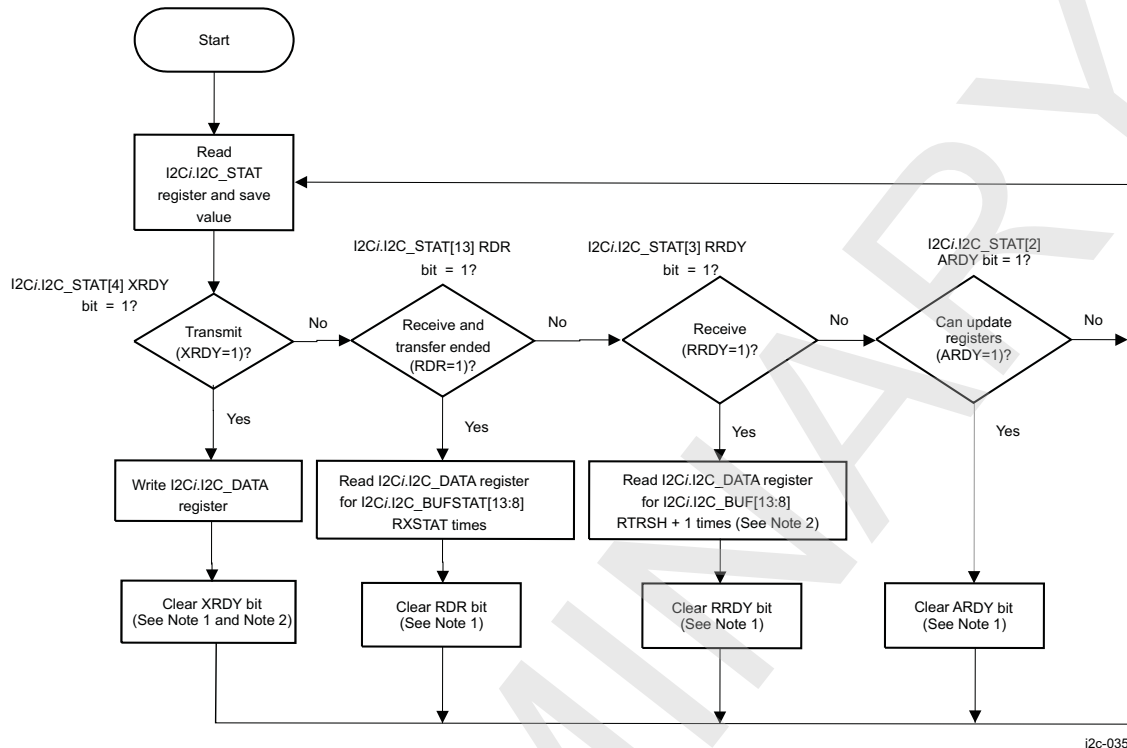 Start
Read
I2Ci.I2C_STAT
register and save
value
I2Ci.I2C_STAT[4] XRDY
bit = 1?
Transmit
(XRDY=1)?
No
Yes
I2Ci.I2C_STAT[13] RDR
bit = 1?
Receive and
transfer ended
(RDR=1)?
No
Yes
I2Ci.I2C_STAT[3] RRDY
bit = 1?
Receive
(RRDY=1)?
No
Yes
I2Ci.I2C_STAT[2]
ARDY bit = 1?
Can update
registers
(ARDY=1)?
No
Yes
Write I2Ci.I2C_DATA
register
Read I2Ci.I2C_DATA register
for I2Ci.I2C_BUFSTAT[13:8]
RXSTAT times
Read I2Ci.I2C_DATA register
for I2Ci.I2C_BUF[13:8]
RTRSH + 1 times (See Note 2)
Clear XRDY bit
(See Note 1 and Note 2)
Clear RDR bit
(See Note 1)
Clear RRDY bit
(See Note 1)
Clear ARDY bit
(See Note 1)
i2c-035
MINARY